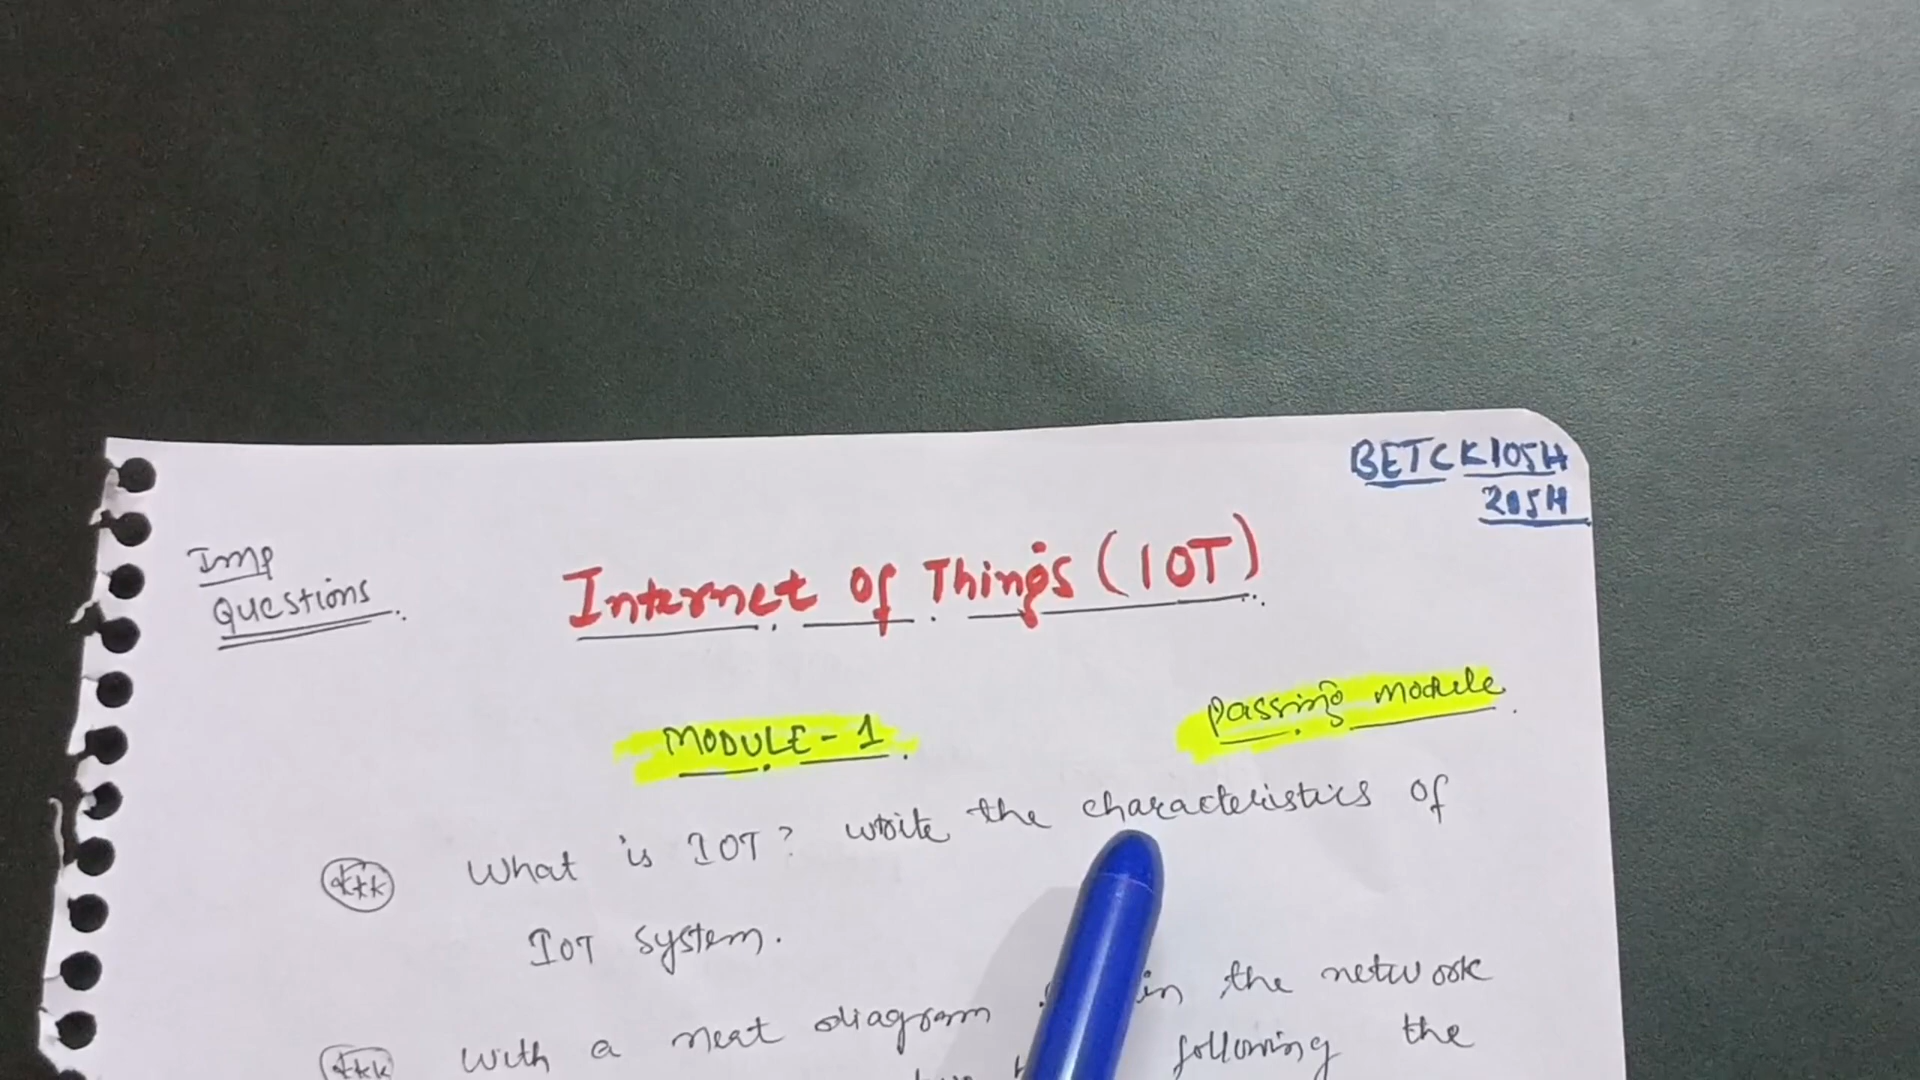 BETCK105H
205H
Imp
Questions
Internet of Things (IOT)
MODULE-1
passing module
*** What is IOT? write the characteristics of
IOT system.
*** With a neat diagram in the network
following the